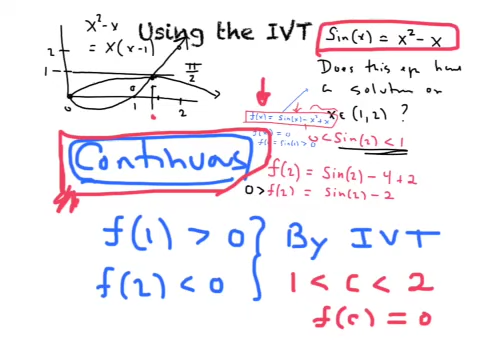 Using the IVT
x² - x
= x(x-1)
2
1
π/2
0
1
2
Sin(x) = x² - x
Does this eqn have
a solution on
x ∈ (1,2) ?
f(x) = sin(x) - x² + x
f(1) = sin(1) > 0
0 < Sin(2) < 1
Continuous
f(2) = Sin(2) - 4 + 2
0 > f(2) = Sin(2) - 2
f(1) > 0 } By IVT
f(2) < 0 1 < c < 2
f(c) = 0